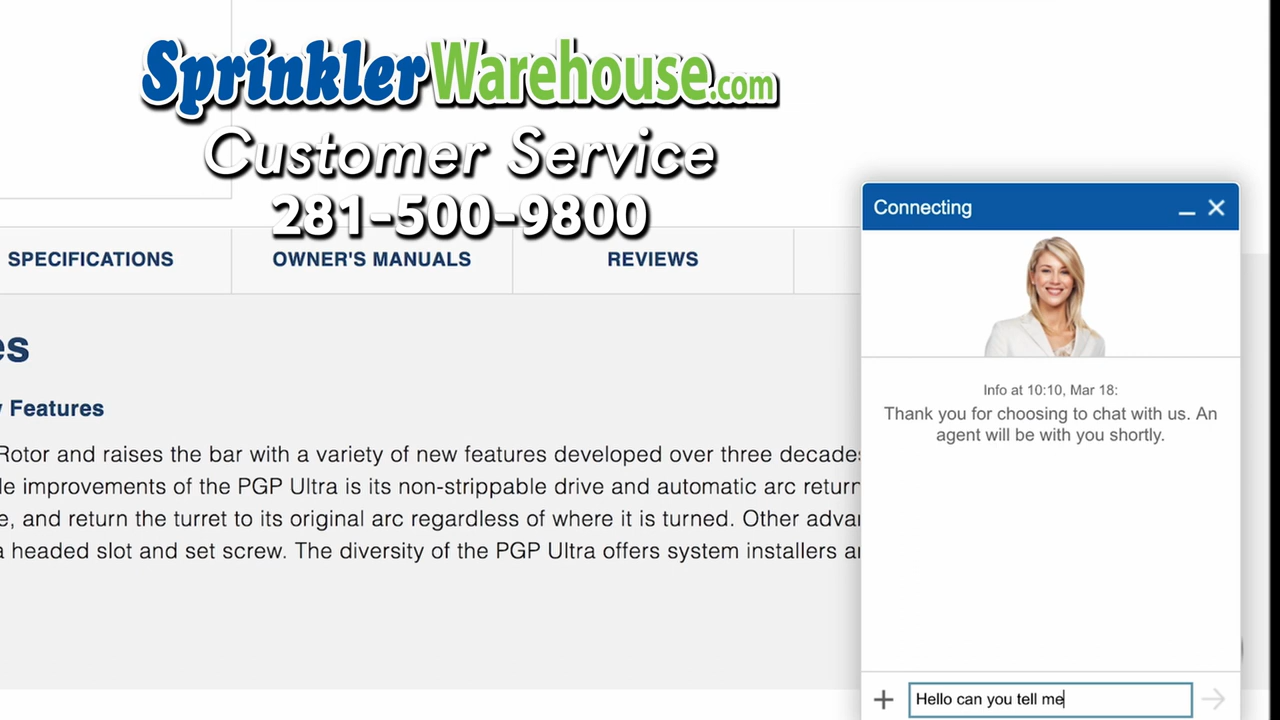 SprinklerWarehouse.com
Customer Service
281-500-9800
SPECIFICATIONS
OWNER'S MANUALS
REVIEWS
es
Features
Rotor and raises the bar with a variety of new features developed over three decades
le improvements of the PGP Ultra is its non-strippable drive and automatic arc return
e, and return the turret to its original arc regardless of where it is turned. Other advan
a headed slot and set screw. The diversity of the PGP Ultra offers system installers an
Connecting
Info at 10:10, Mar 18:
Thank you for choosing to chat with us. An
agent will be with you shortly.
Hello can you tell me